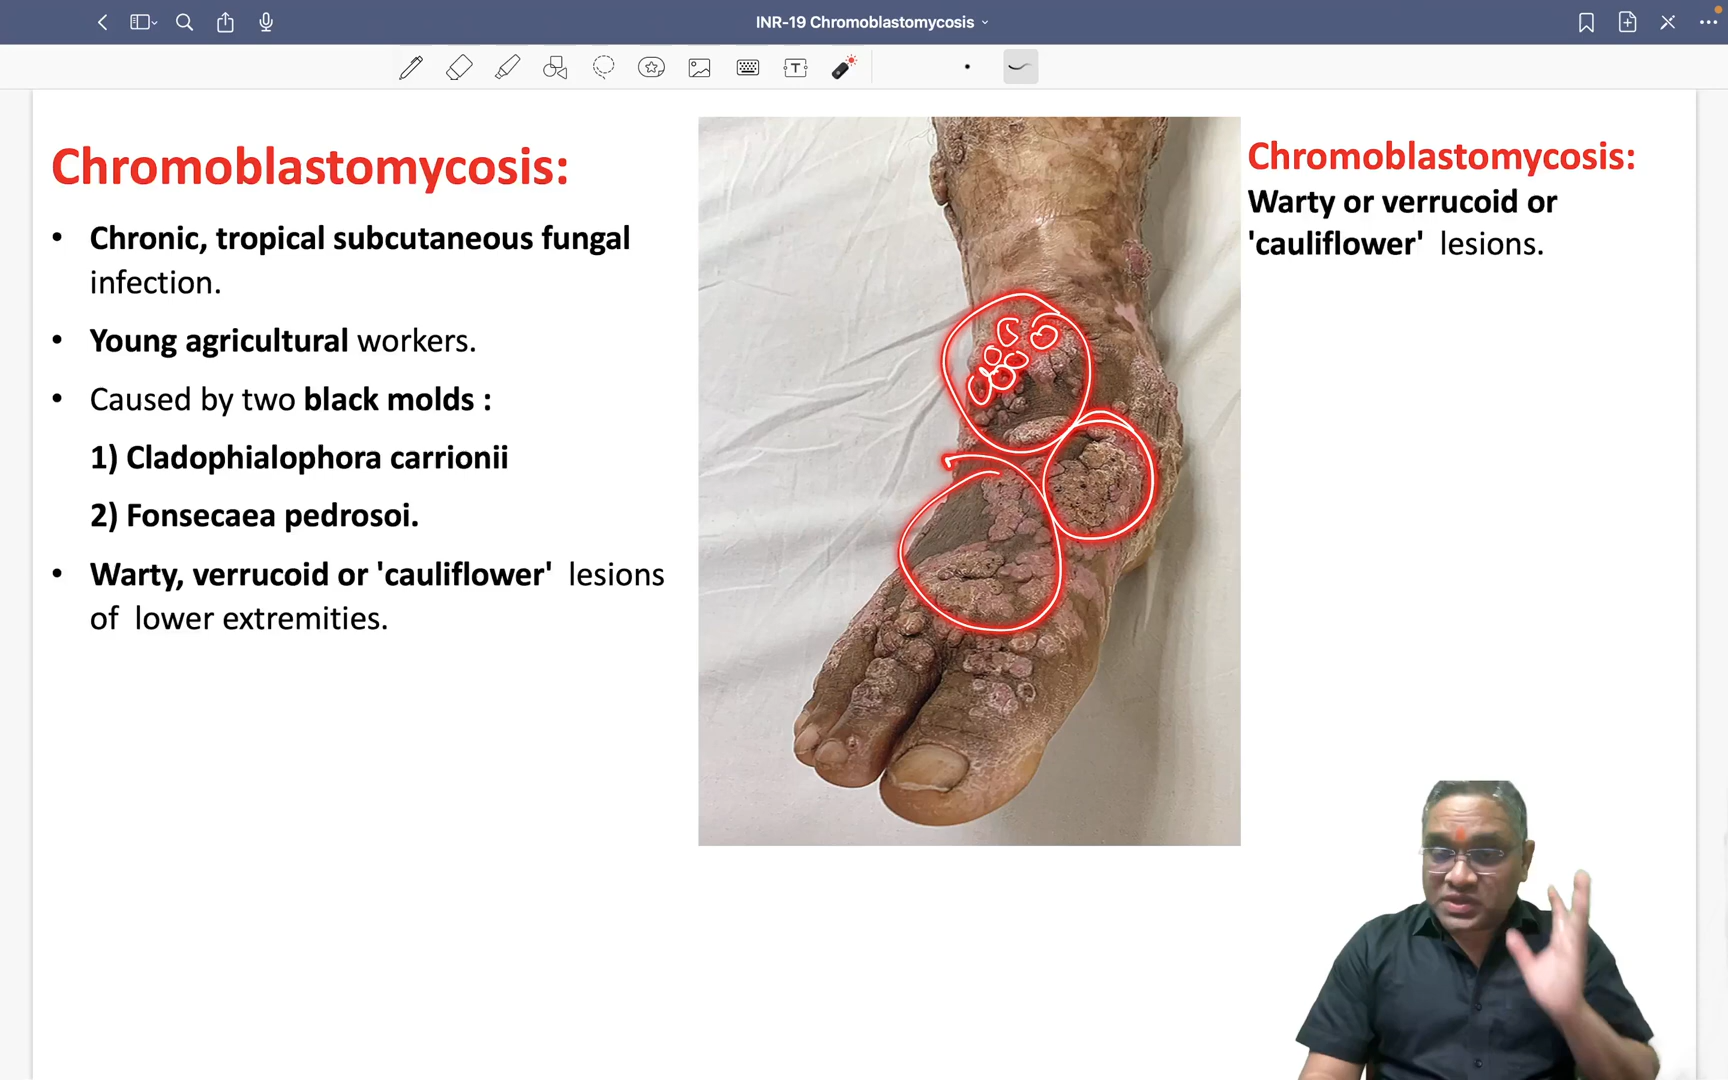 INR-19 Chromoblastomycosis
Chromoblastomycosis:
• Chronic, tropical subcutaneous fungal
infection.
• Young agricultural workers.
• Caused by two black molds :
1) Cladophialophora carrionii
2) Fonsecaea pedrosoi.
• Warty, verrucoid or 'cauliflower' lesions
of lower extremities.
Chromoblastomycosis:
Warty or verrucoid or
'cauliflower' lesions.